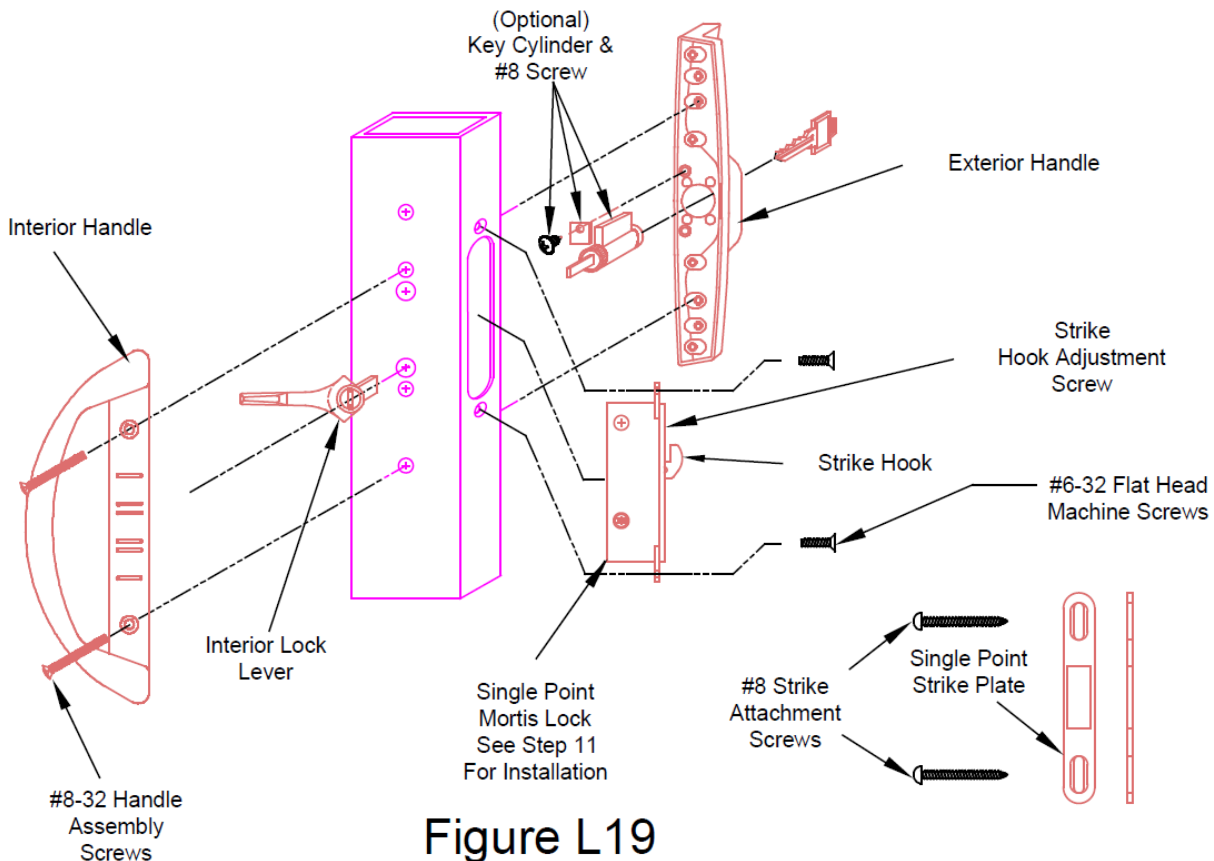 (Optional)
Key Cylinder &
#8 Screw
Exterior Handle
Interior Handle
Strike
Hook Adjustment
Screw
Strike Hook
#6-32 Flat Head
Machine Screws
Interior Lock
Lever
Single Point
Mortis Lock
See Step 11
For Installation
#8 Strike
Attachment
Screws
Single Point
Strike Plate
#8-32 Handle
Assembly
Screws
Figure L19